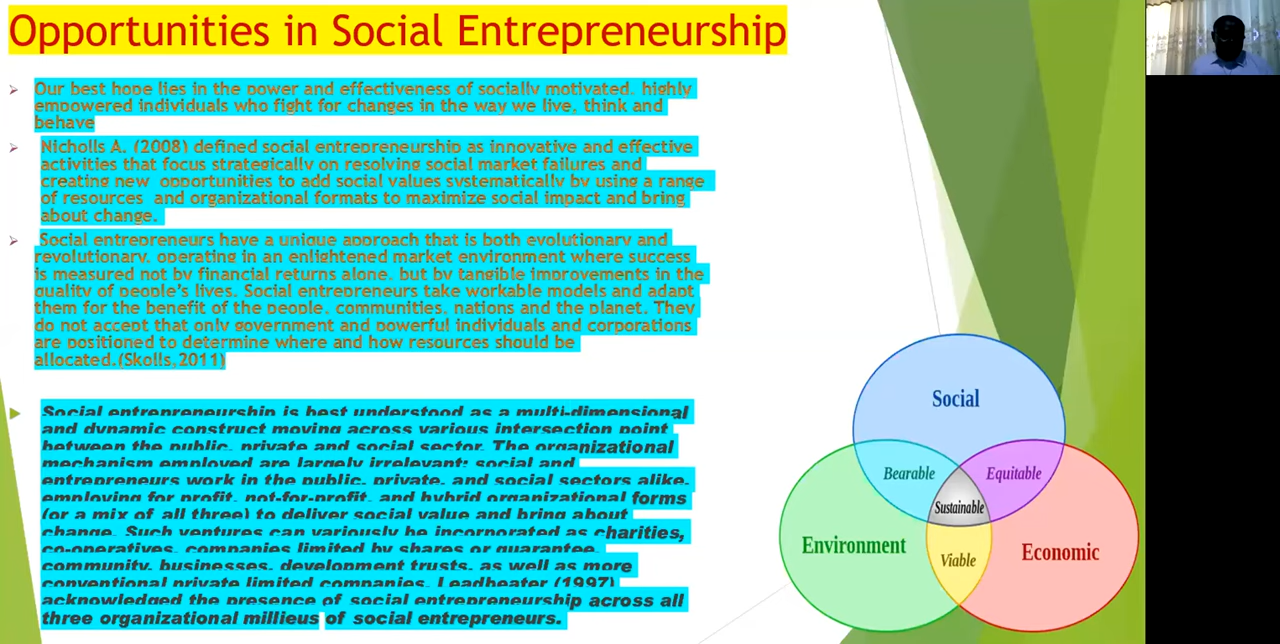 Opportunities in Social Entrepreneurship
Our best hope lies in the power and effectiveness of socially motivated, highly
empowered individuals who fight for changes in the way we live, think and
behave
Nicholls A. (2008) defined social entrepreneurship as innovative and effective
activities that focus strategically on resolving social market failures and
creating new opportunities to add social values systematically by using a range
of resources and organizational formats to maximize social impact and bring
about change.
Social entrepreneurs have a unique approach that is both evolutionary and
revolutionary, operating in an enlightened market environment where success
is measured not by financial returns alone, but by tangible improvements in the
quality of people's lives. Social entrepreneurs take workable models and adapt
them for the benefit of the people, communities, nations and the planet. They
do not accept that only government and powerful individuals and corporations
are positioned to determine where and how resources should be
allocated.(Skolls,2011)
Social entrepreneurship is best understood as a multi-dimensional
and dynamic construct moving across various intersection point
between the public, private and social sector. The organizational
mechanism employed are largely irrelevant; social and
entrepreneurs work in the public, private, and social sectors alike,
employing for profit, not-for-profit, and hybrid organizational forms
(or a mix of all three) to deliver social value and bring about
change. Such ventures can variously be incorporated as charities,
co-operatives, companies limited by shares or guarantee,
community, businesses, development trusts, as well as more
conventional private limited companies. Leadbeater (1997)
acknowledged the presence of social entrepreneurship across all
three organizational millieus of social entrepreneurs.
Social
Bearable
Equitable
Sustainable
Environment
Viable
Economic